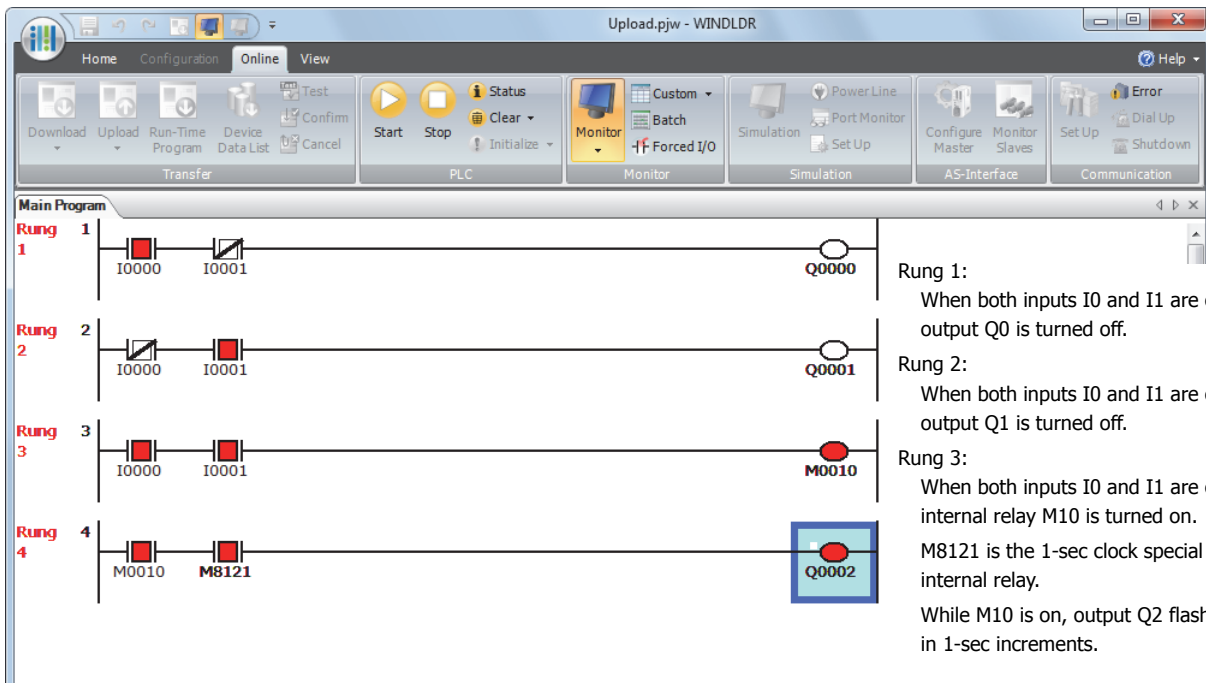 Upload.pjw - WINDLDR
Home Configuration Online View Help
Download Upload Run-Time Program Device Data List Test Confirm Cancel
Transfer
Start Stop Status Clear Initialize
PLC
Monitor Custom Batch Forced I/O
Monitor
Simulation Power Line Port Monitor Set Up
Simulation
Configure Master Monitor Slaves
AS-Interface
Set Up Error Dial Up Shutdown
Communication
Main Program
Rung 1
1
I0000 I0001 Q0000
Rung 2
2
I0000 I0001 Q0001
Rung 3
3
I0000 I0001 M0010
Rung 4
4
M0010 M8121 Q0002
Rung 1:
When both inputs I0 and I1 are
output Q0 is turned off.
Rung 2:
When both inputs I0 and I1 are
output Q1 is turned off.
Rung 3:
When both inputs I0 and I1 are
internal relay M10 is turned on.
M8121 is the 1-sec clock special
internal relay.
While M10 is on, output Q2 flash
in 1-sec increments.